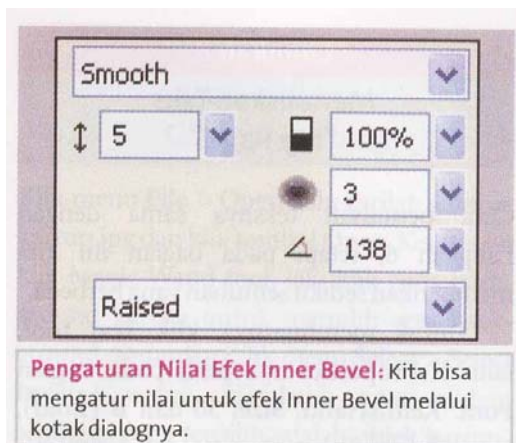 Smooth
5 100%
3
138
Raised
Pengaturan Nilai Efek Inner Bevel: Kita bisa
mengatur nilai untuk efek Inner Bevel melalui
kotak dialognya.